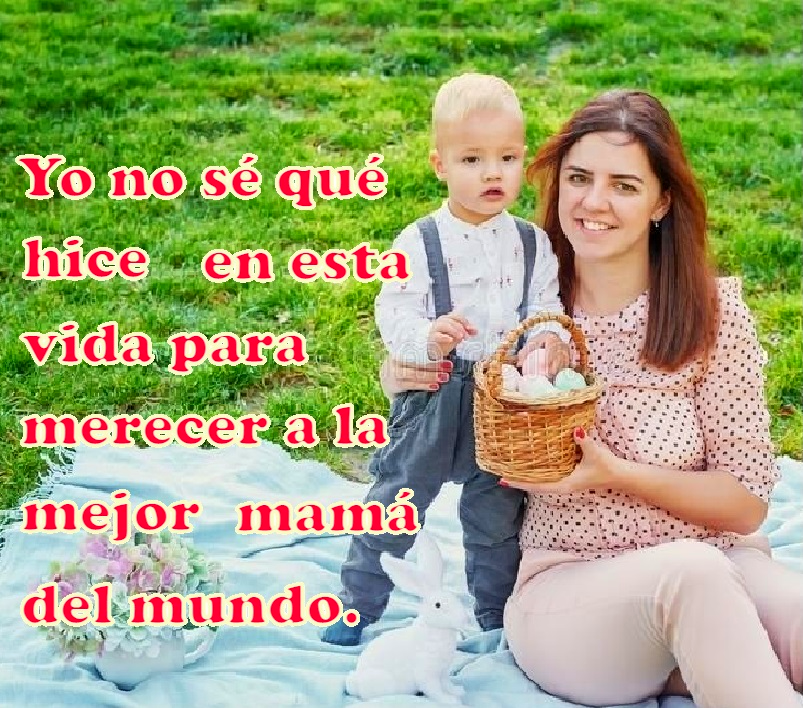 Yo no sé qué
hice en esta
vida para
merecer a la
mejor mamá
del mundo.